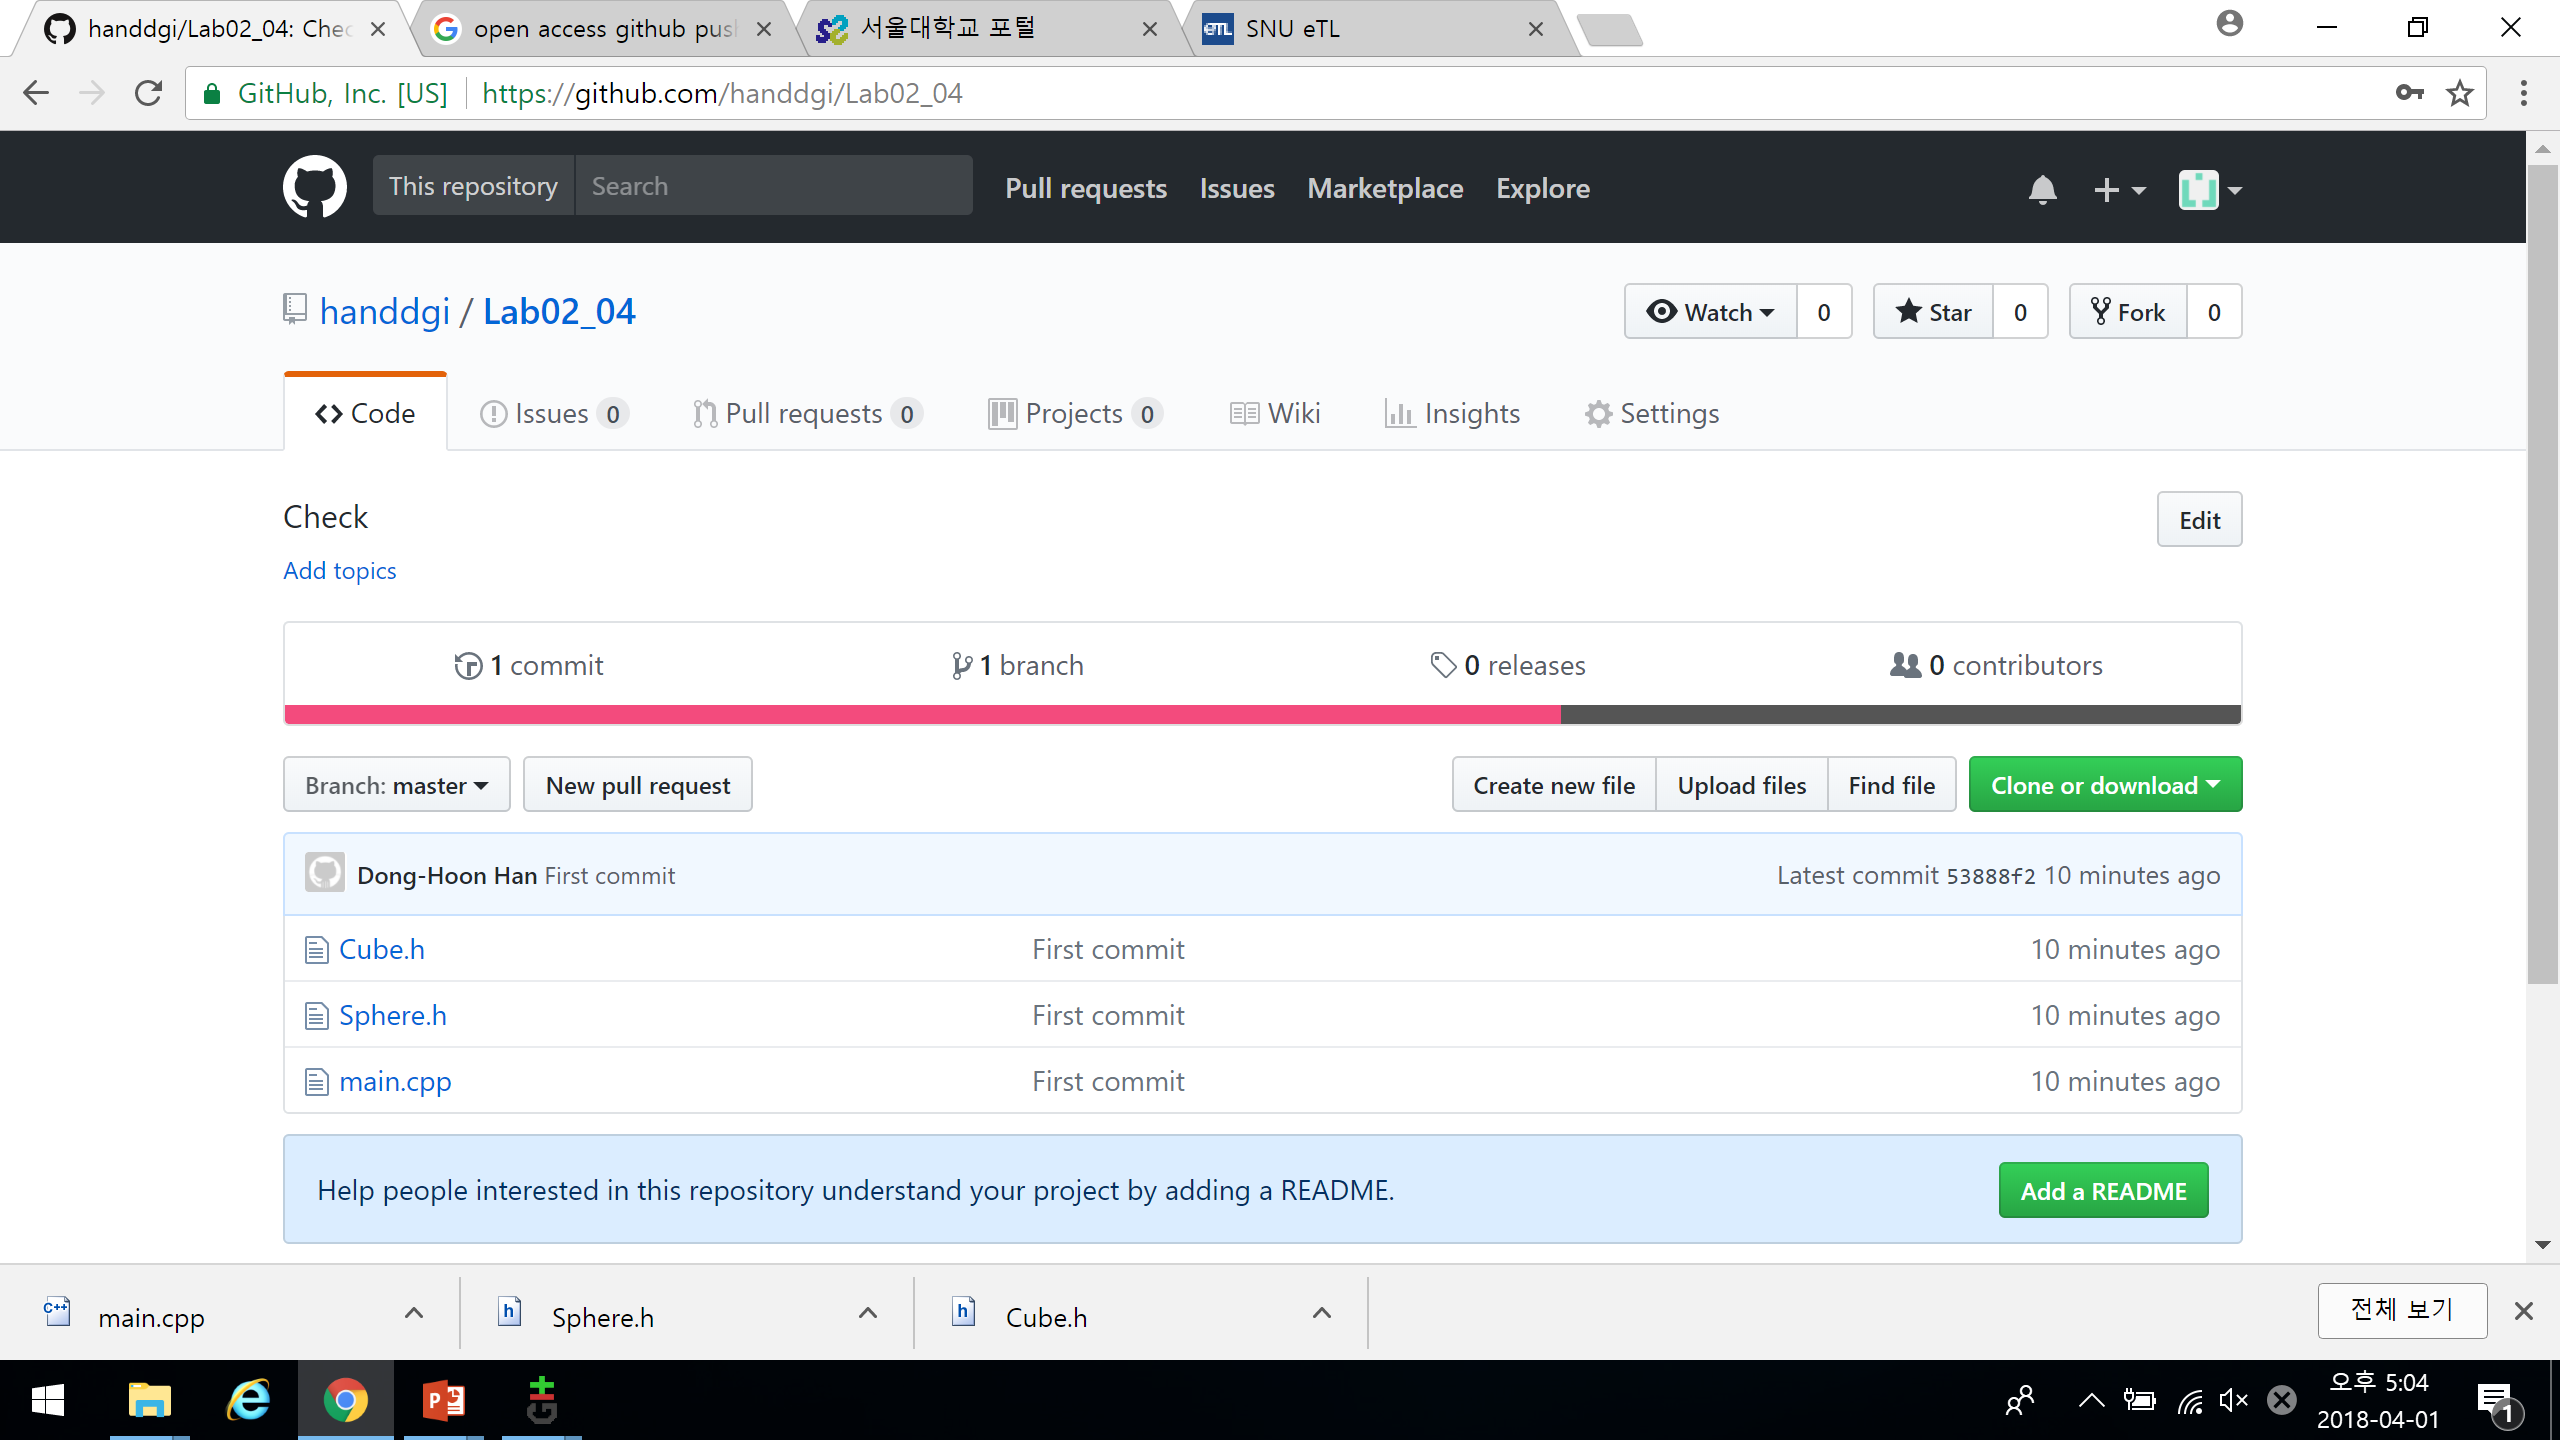 handdgi/Lab02_04: Chec
open access github pus
서울대학교 포털
SNU eTL
GitHub, Inc. [US]
https://github.com/handdgi/Lab02_04
This repository
Search
Pull requests
Issues
Marketplace
Explore
handdgi / Lab02_04
Watch 0
Star 0
Fork 0
Code
Issues 0
Pull requests 0
Projects 0
Wiki
Insights
Settings
Check
Edit
Add topics
1 commit
1 branch
0 releases
0 contributors
Branch: master
New pull request
Create new file
Upload files
Find file
Clone or download
Dong-Hoon Han First commit
Latest commit 53888f2 10 minutes ago
Cube.h First commit 10 minutes ago
Sphere.h First commit 10 minutes ago
main.cpp First commit 10 minutes ago
Help people interested in this repository understand your project by adding a README.
Add a README
main.cpp
Sphere.h
Cube.h
전체 보기
오후 5:04
2018-04-01
1